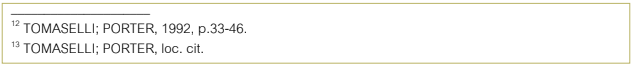 ¹² TOMASELLI; PORTER, 1992, p.33-46.
¹³ TOMASELLI; PORTER, loc. cit.